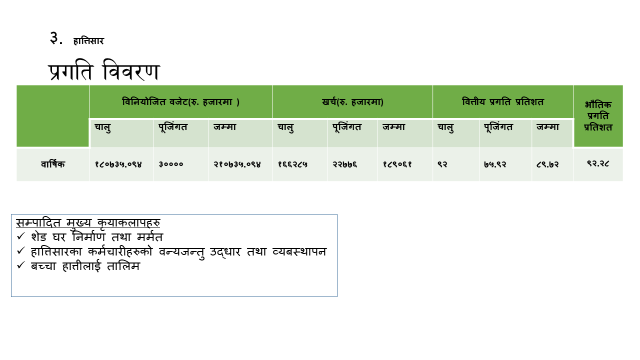 ३. हात्तिसार
प्रगति विवरण
विनियोजित वजेट(रु. हजारमा ) खर्च(रु. हजारमा) वित्तीय प्रगति प्रतिशत भौतिक प्रगति प्रतिशत
चालु पूजिंगत जम्मा चालु पूजिंगत जम्मा चालु पूजिंगत जम्मा
वार्षिक १८०७३५.०९४ ३०००० २१०७३५.०९४ १६६२८५ २२७७६ १८९०६१ ९२ ७५.९२ ८९.७२ ९२.२८
सम्पादित मुख्य कृयाकलापहरु
✓ शेड घर निर्माण तथा मर्मत
✓ हात्तिसारका कर्मचारीहरुको वन्यजन्तु उद्धार तथा व्यबस्थापन
✓ बच्चा हात्तीलाई तालिम